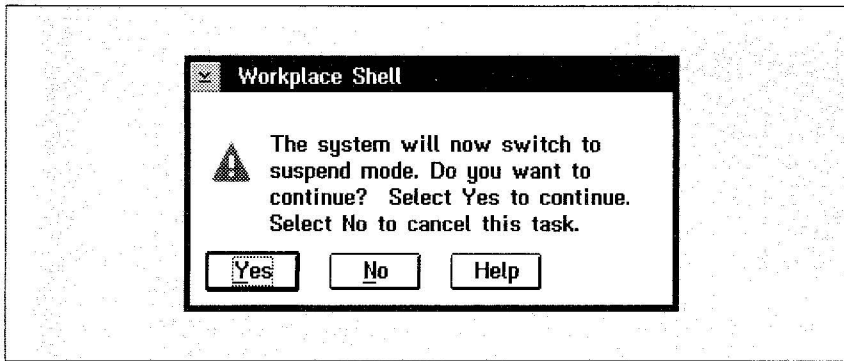 Workplace Shell
The system will now switch to
suspend mode. Do you want to
continue? Select Yes to continue.
Select No to cancel this task.
Yes No Help